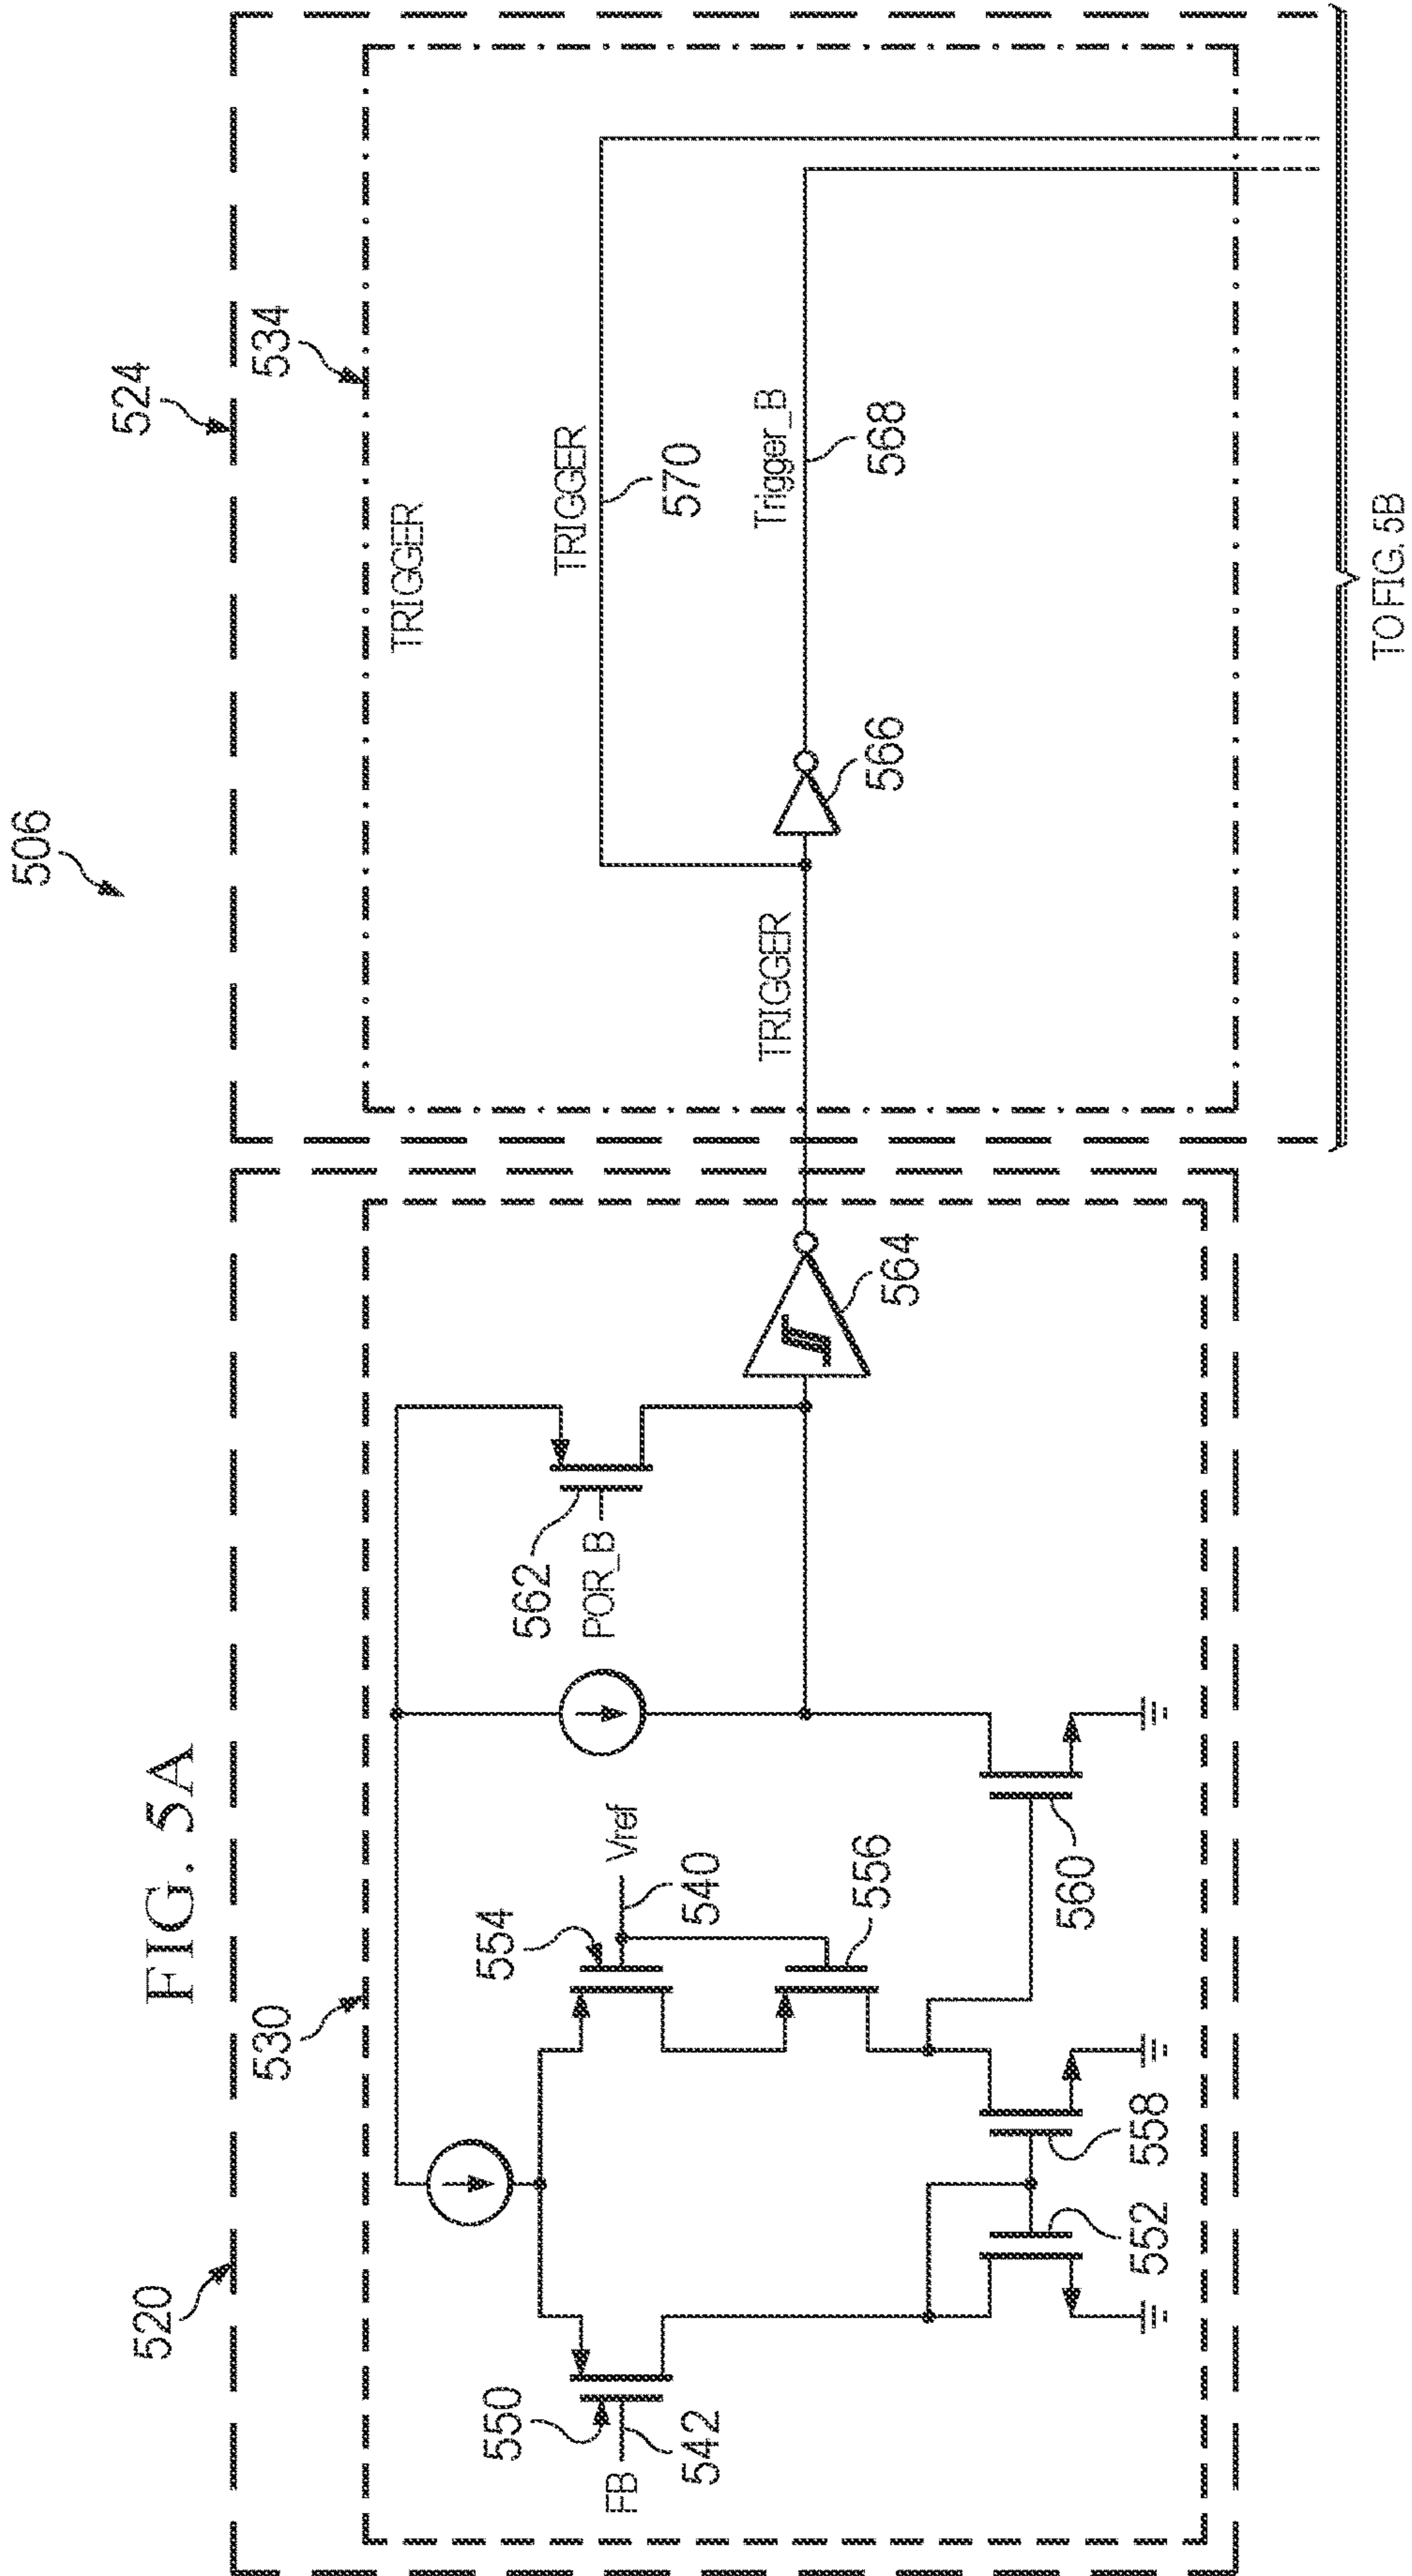 FIG. 5A
506
520
524
530
534
TRIGGER
550
554
Vref
562
POR_B
TRIGGER
570
FB
542
540
556
TRIGGER
Trigger_B
564
566
568
552
558
560
TO FIG. 5B